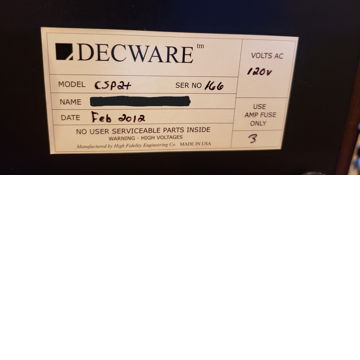 DECWARE tm
VOLTS AC
120v
MODEL CSP2+ SER NO 166
NAME
DATE Feb 2012
USE
AMP FUSE
ONLY
3
NO USER SERVICEABLE PARTS INSIDE
WARNING - HIGH VOLTAGES
Manufactured by High Fidelity Engineering Co. MADE IN USA